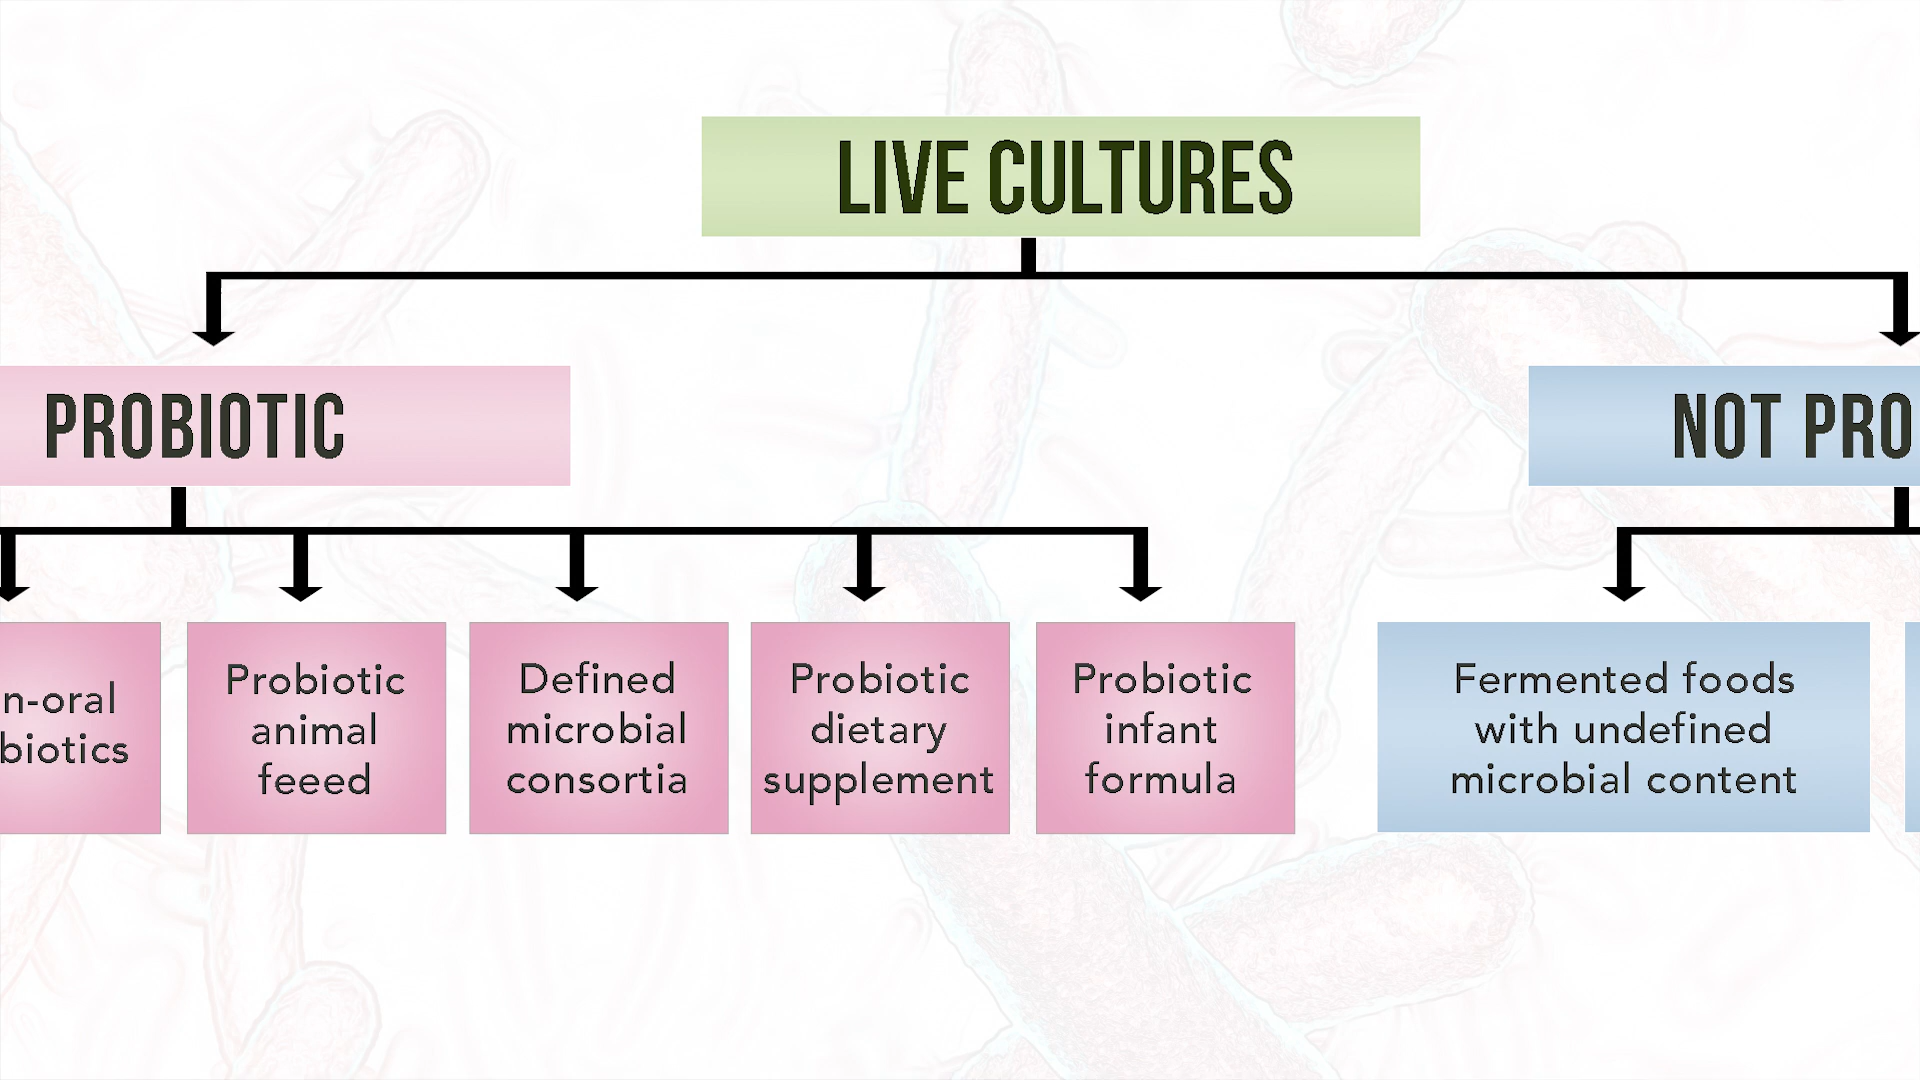 LIVE CULTURES
PROBIOTIC
NOT PRO
n-oral
biotics
Probiotic
animal
feeed
Defined
microbial
consortia
Probiotic
dietary
supplement
Probiotic
infant
formula
Fermented foods
with undefined
microbial content